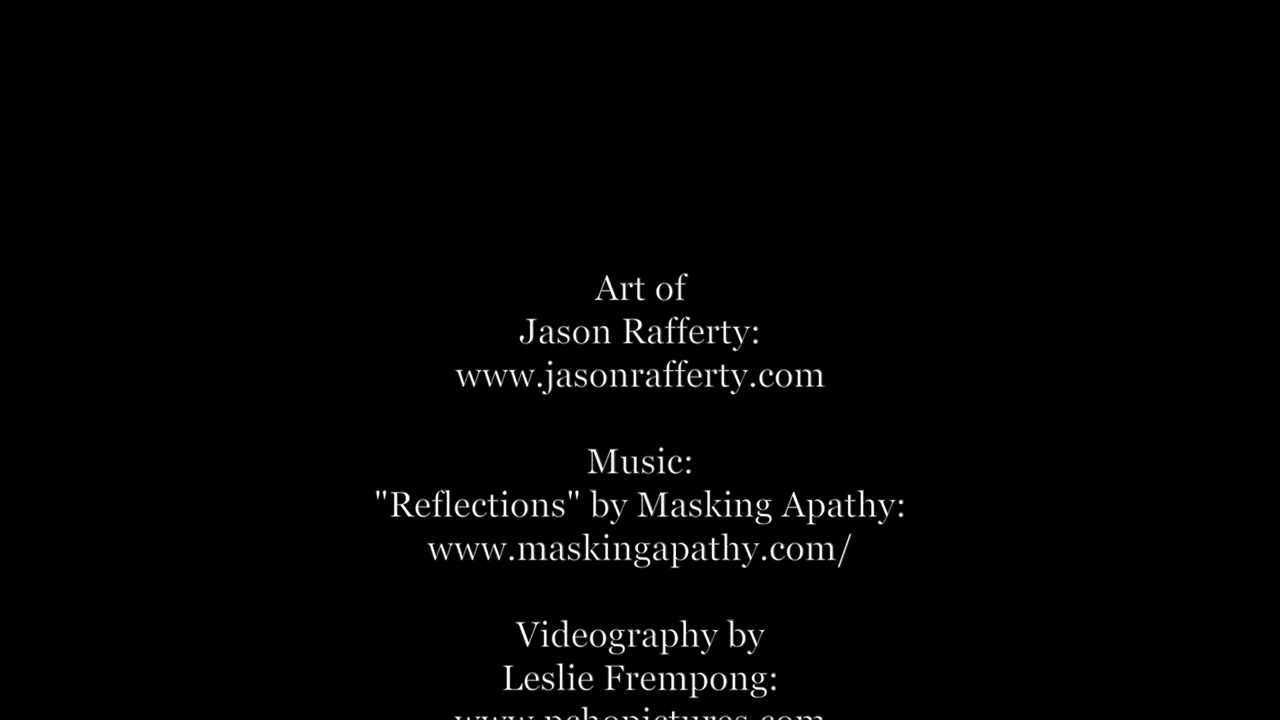 Art of
Jason Rafferty:
www.jasonrafferty.com
Music:
"Reflections" by Masking Apathy:
www.maskingapathy.com/
Videography by
Leslie Frempong: